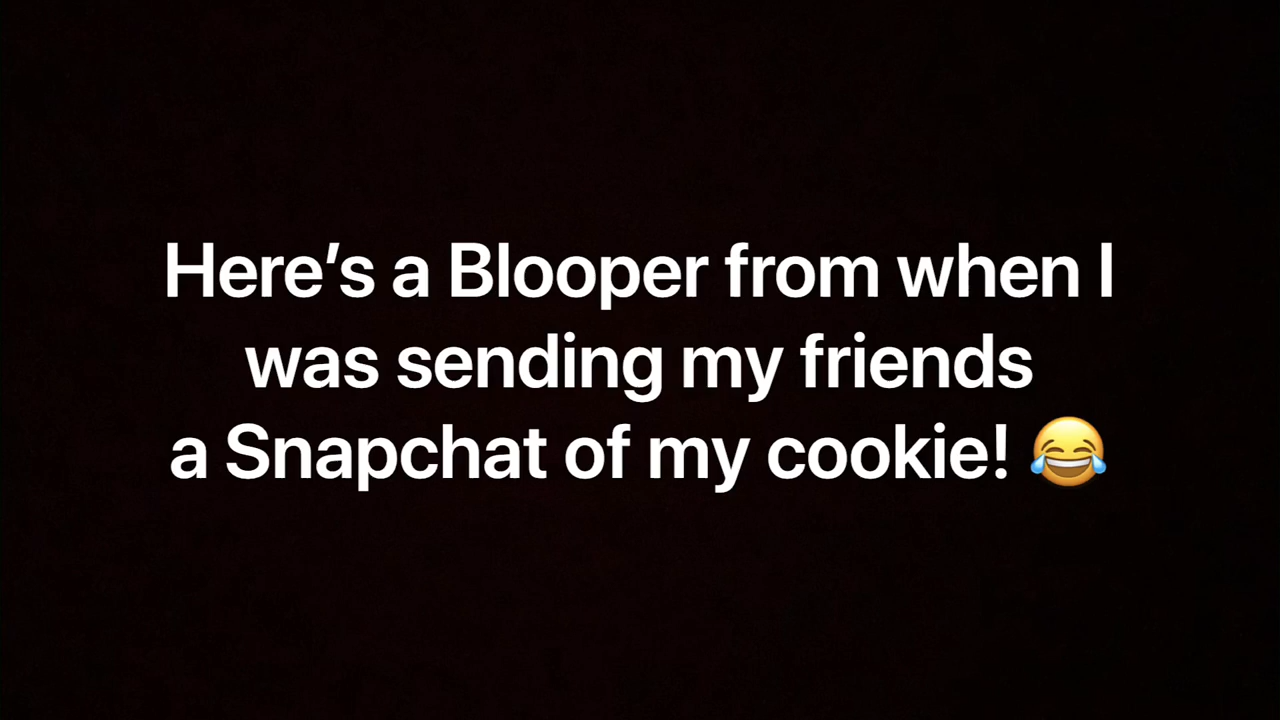 Here’s a Blooper from when I
was sending my friends
a Snapchat of my cookie! 😂